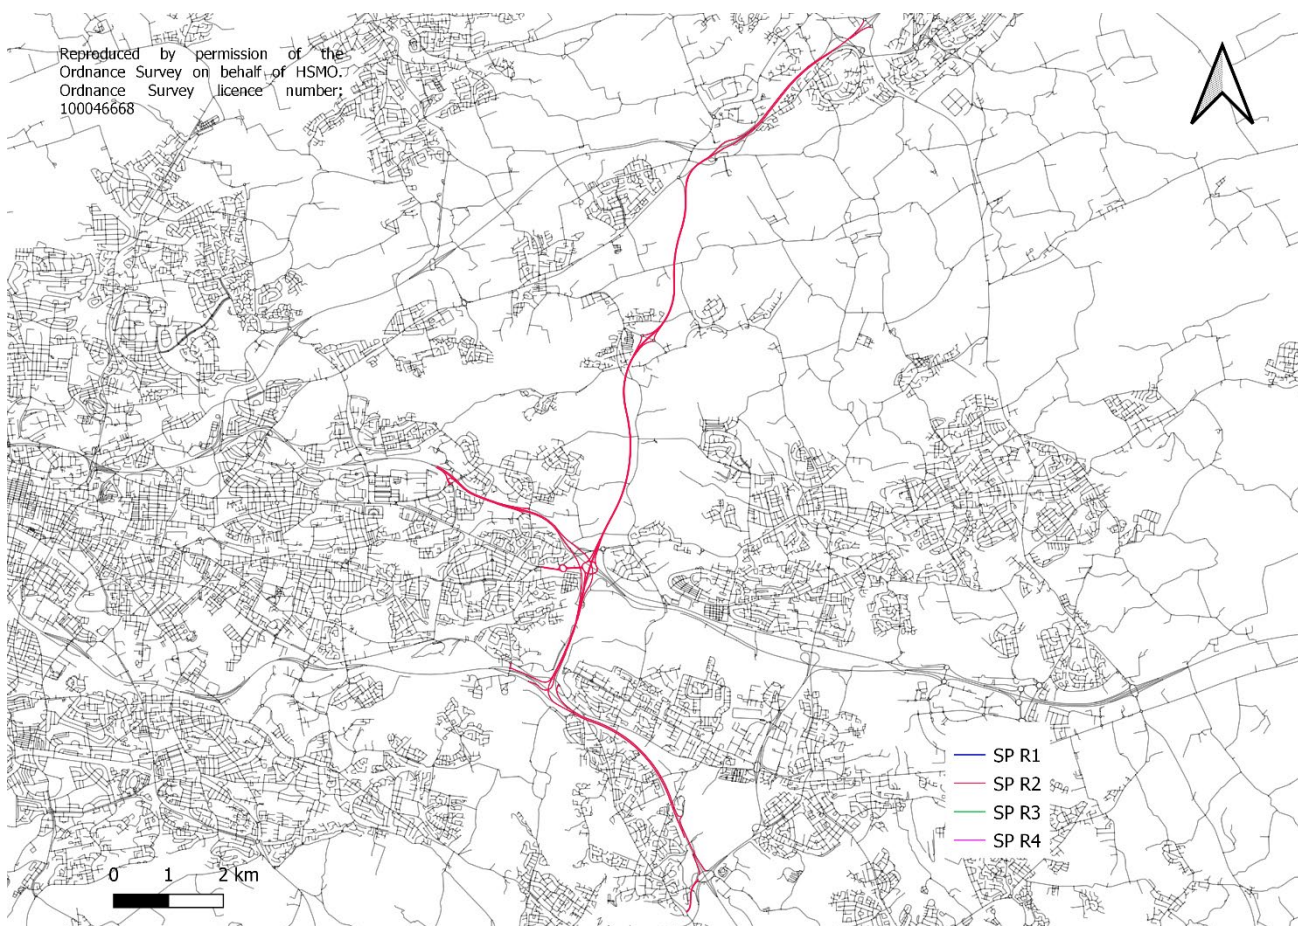 Reproduced by permission of the
Ordnance Survey on behalf of HSMO.
Ordnance Survey licence number;
100046668
SP R1
SP R2
SP R3
SP R4
0 1 2 km